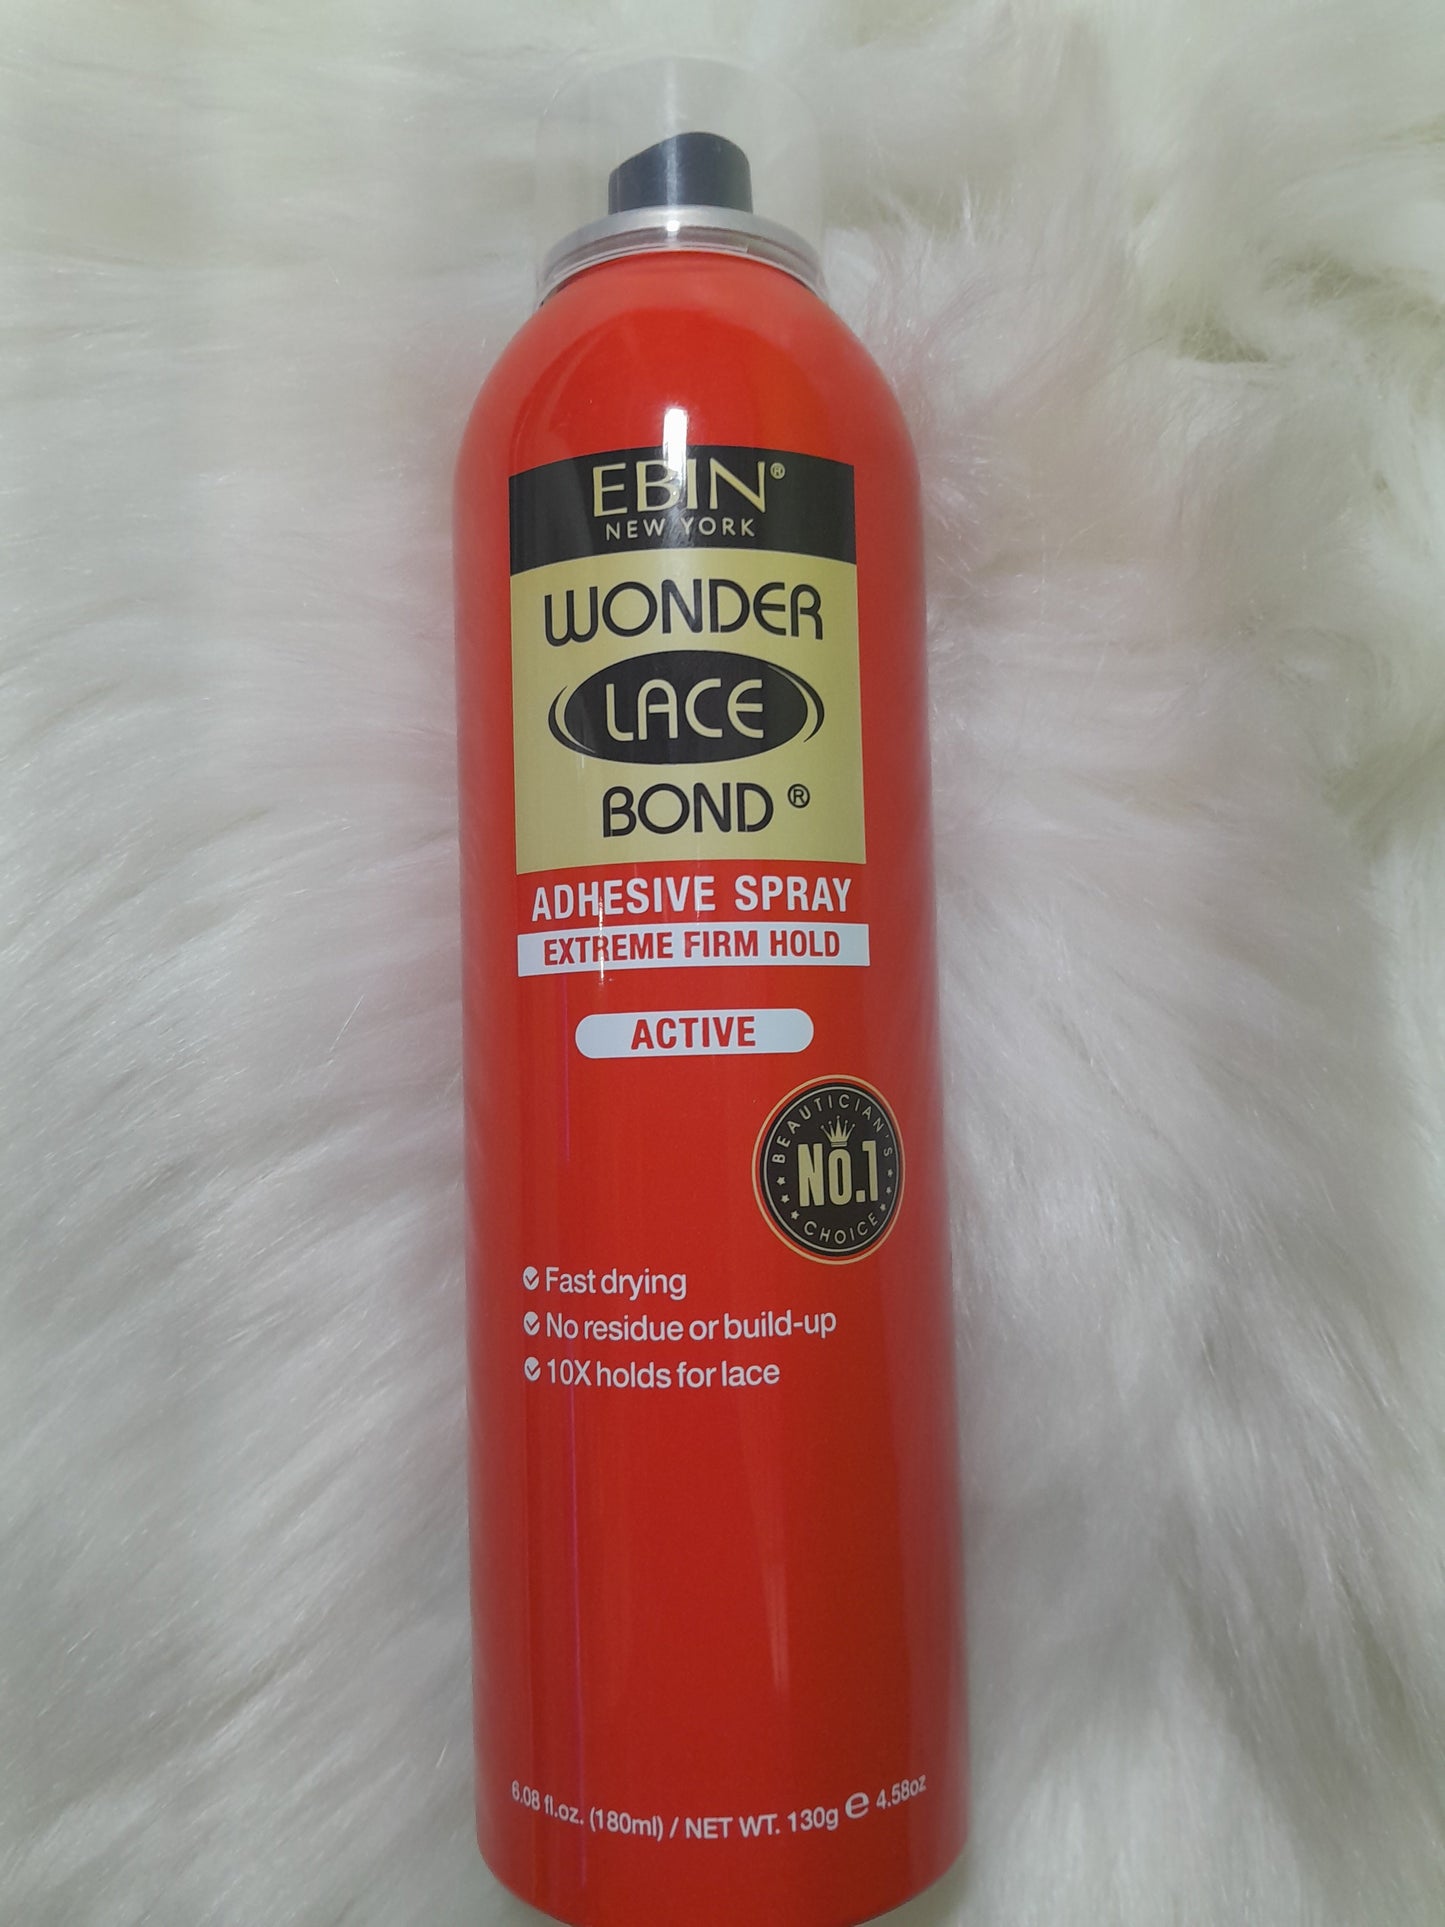 EBIN®
NEW YORK
WONDER
LACE
BOND ®
ADHESIVE SPRAY
EXTREME FIRM HOLD
ACTIVE
BEAUTICIAN'S
NO.1
CHOICE
Fast drying
No residue or build-up
10X holds for lace
6.08 fl.oz. (180ml) / NET WT. 130g ℮ 4.58oz